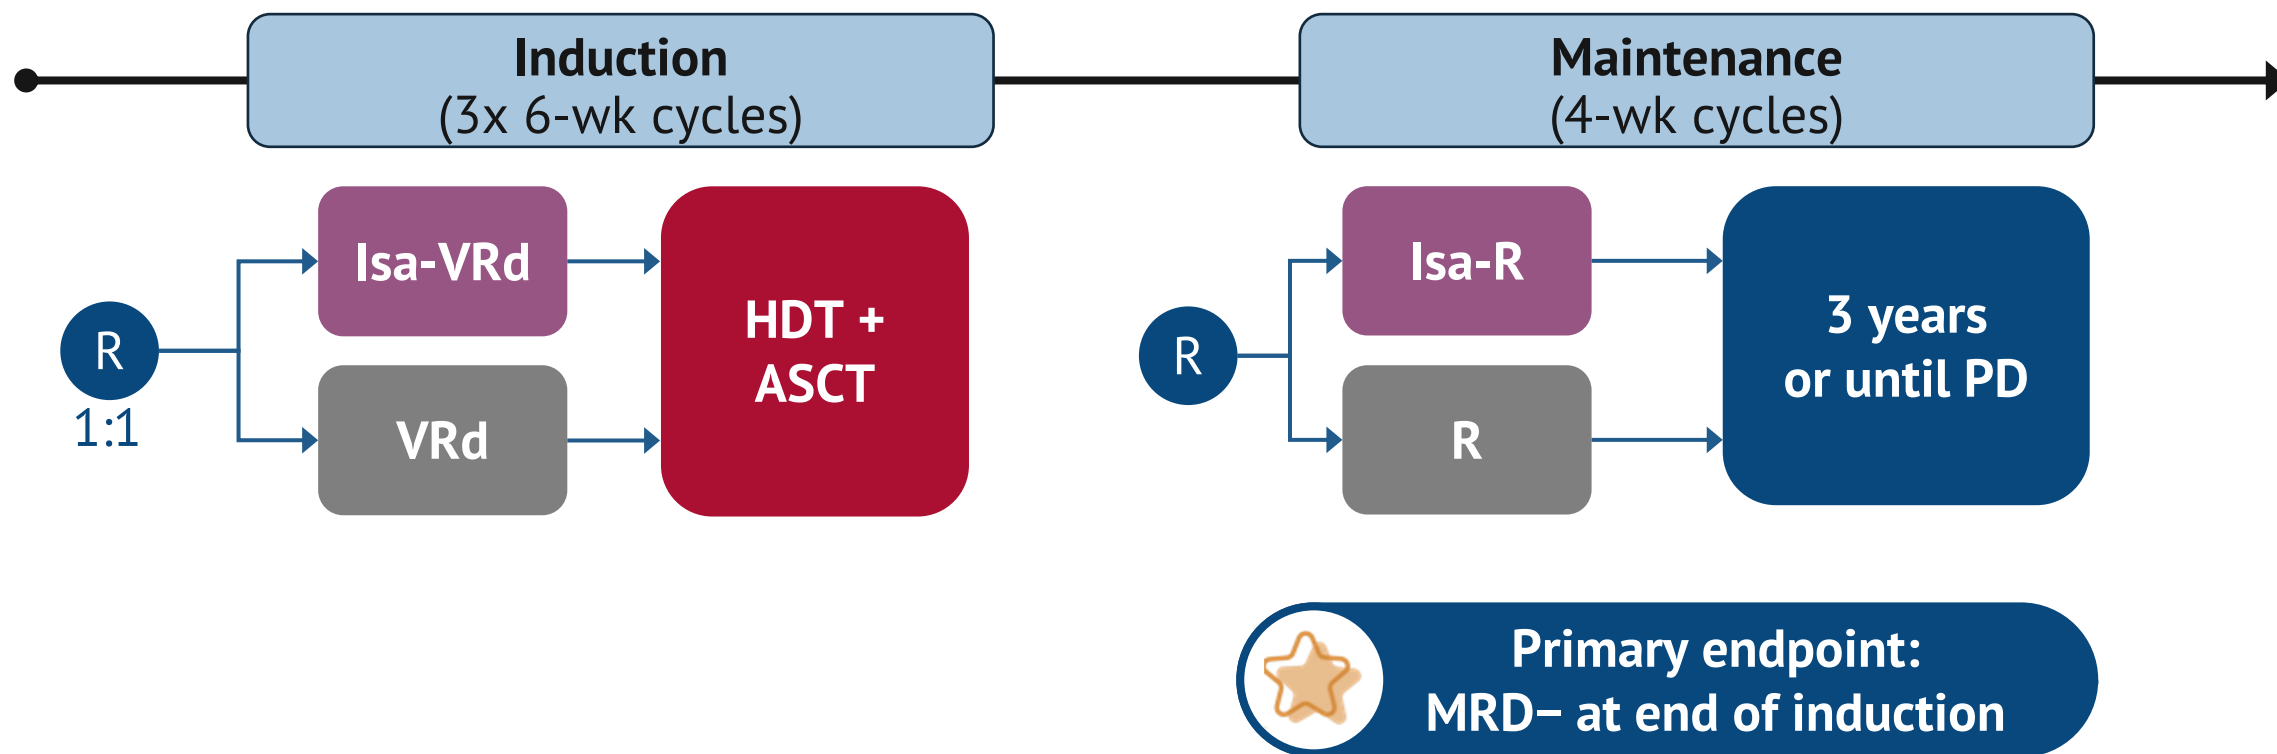 Induction
(3x 6-wk cycles)
Maintenance
(4-wk cycles)
R
1:1
Isa-VRd
VRd
HDT +
ASCT
R
Isa-R
R
3 years
or until PD
Primary endpoint:
MRD– at end of induction